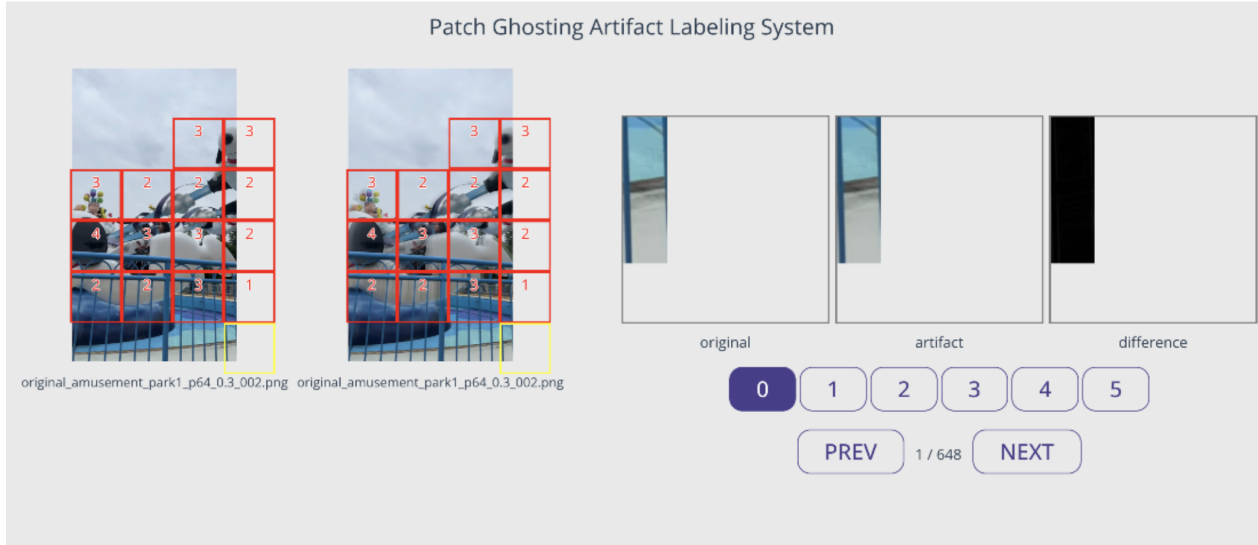 Patch Ghosting Artifact Labeling System
3 3
3 2 2 2
4 3 3 2
2 2 3 1
original_amusement_park1_p64_0.3_002.png
3 3
3 2 2 2
4 3 3 2
2 2 3 1
original_amusement_park1_p64_0.3_002.png
original artifact difference
0 1 2 3 4 5
PREV 1 / 648 NEXT